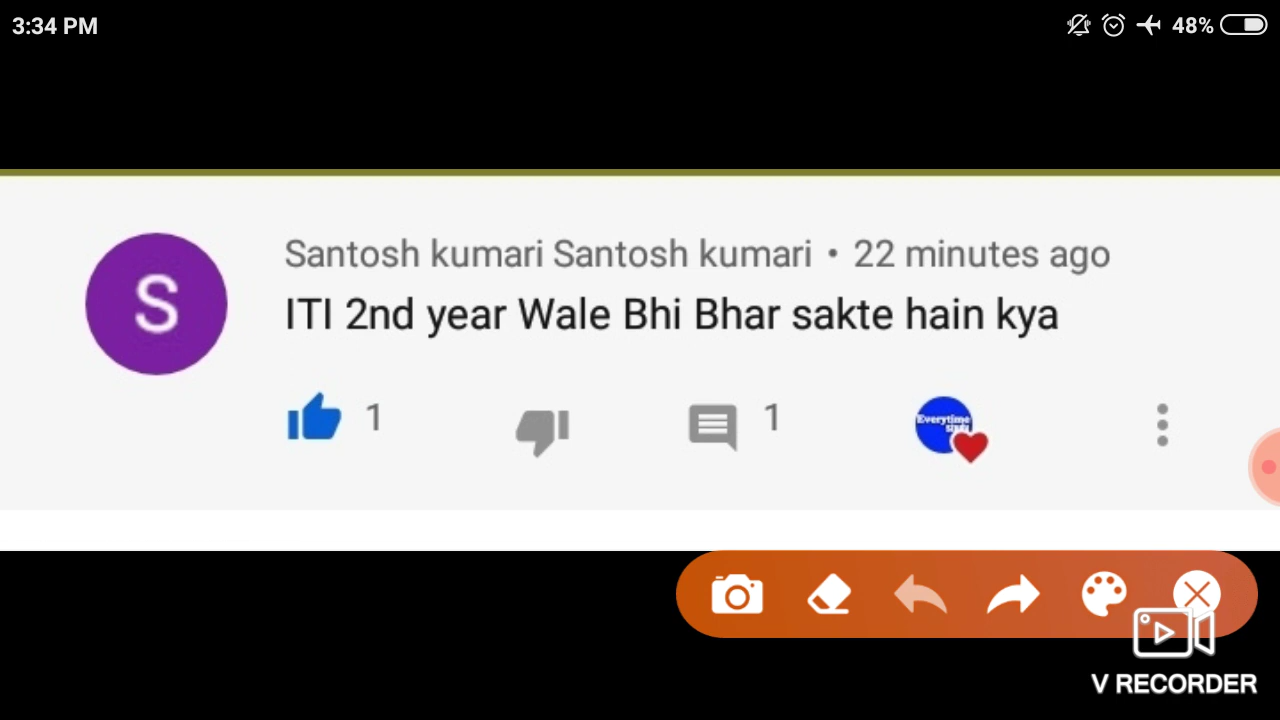 3:34 PM 48%
S
Santosh kumari Santosh kumari • 22 minutes ago
ITI 2nd year Wale Bhi Bhar sakte hain kya
1 1
Everytime
V RECORDER